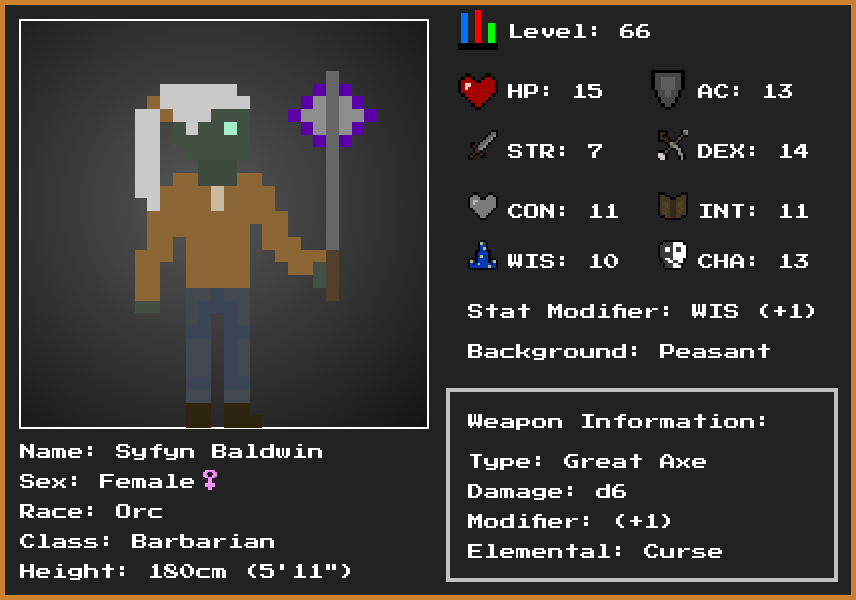 Level: 66
HP: 15 AC: 13
STR: 7 DEX: 14
CON: 11 INT: 11
WIS: 10 CHA: 13
Stat Modifier: WIS (+1)
Background: Peasant
Weapon Information:
Type: Great Axe
Damage: d6
Modifier: (+1)
Elemental: Curse
Name: Syfyn Baldwin
Sex: Female♀
Race: Orc
Class: Barbarian
Height: 180cm (5'11")